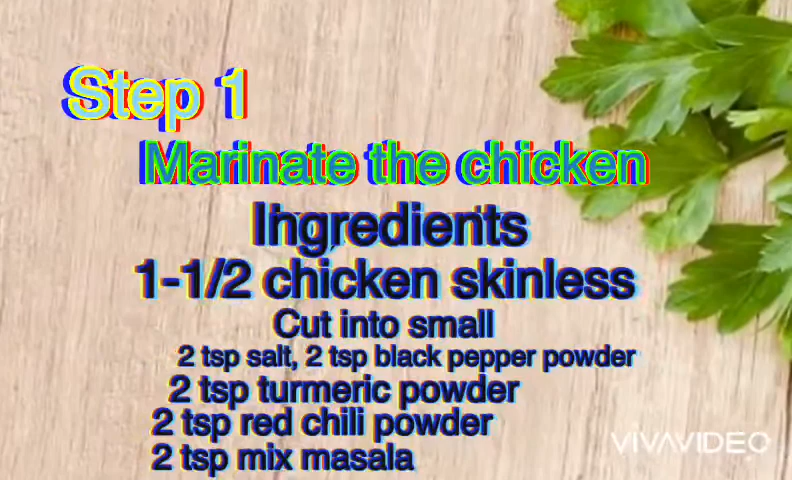 Step 1
Marinate the chicken
Ingredients
1-1/2 chicken skinless
Cut into small
2 tsp salt, 2 tsp black pepper powder
2 tsp turmeric powder
2 tsp red chili powder
2 tsp mix masala
VIVAVIDEO